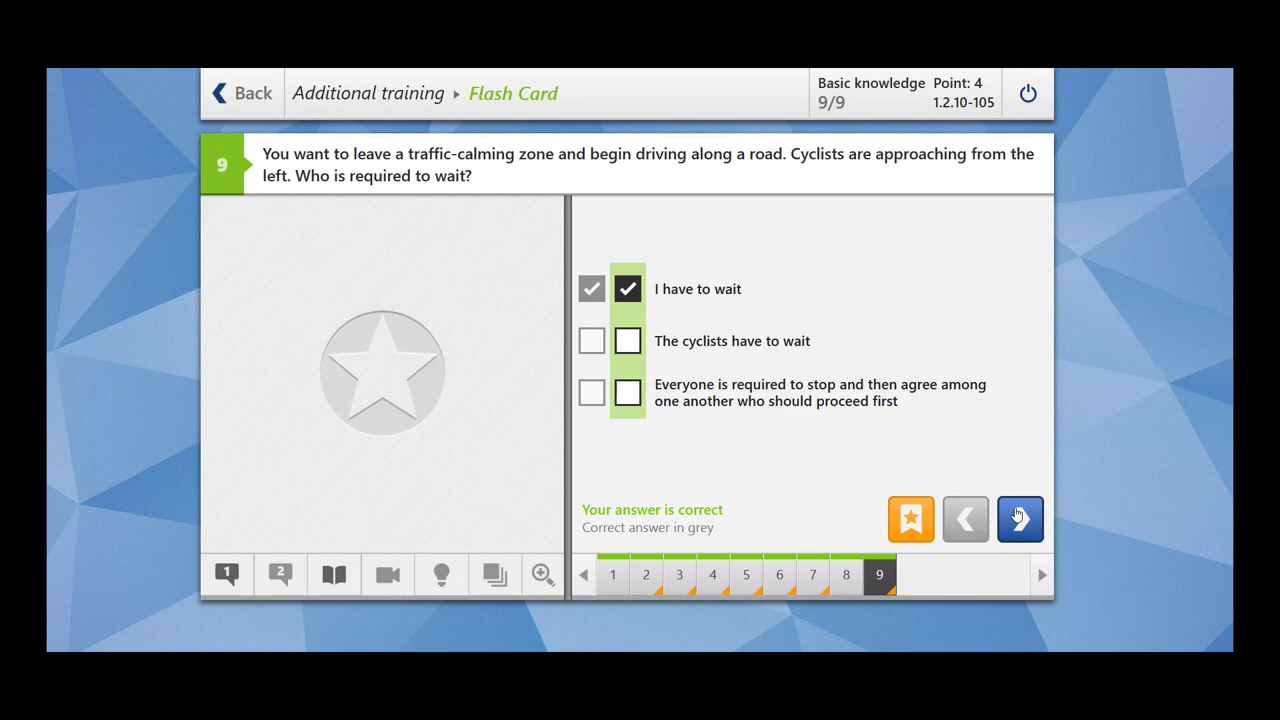 Back
Additional training ▸ Flash Card
Basic knowledge Point: 4
9/9 1.2.10-105
9
You want to leave a traffic-calming zone and begin driving along a road. Cyclists are approaching from the
left. Who is required to wait?
I have to wait
The cyclists have to wait
Everyone is required to stop and then agree among
one another who should proceed first
Your answer is correct
Correct answer in grey
1 2
1 2 3 4 5 6 7 8 9